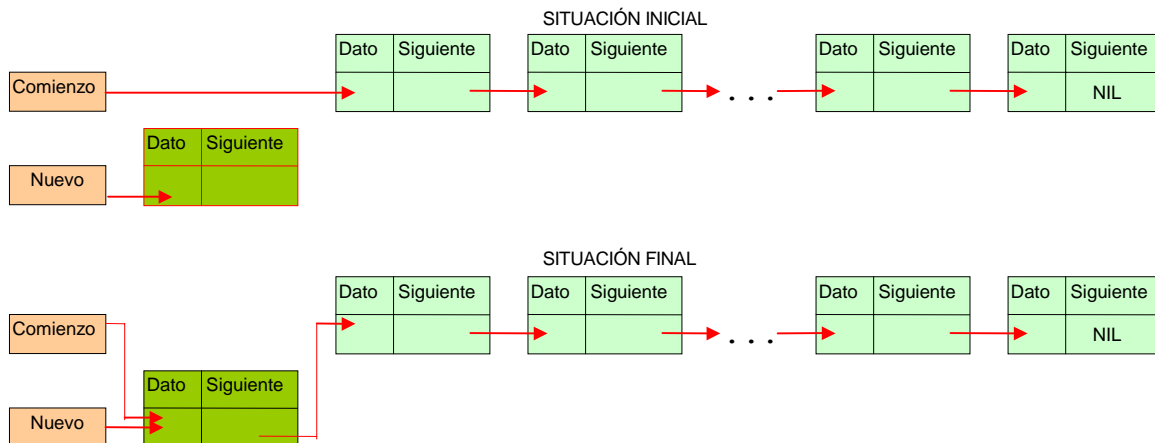 SITUACIÓN INICIAL
Dato Siguiente Dato Siguiente Dato Siguiente Dato Siguiente
Comienzo . . . NIL
Dato Siguiente
Nuevo
SITUACIÓN FINAL
Dato Siguiente Dato Siguiente Dato Siguiente Dato Siguiente
Comienzo . . . NIL
Dato Siguiente
Nuevo